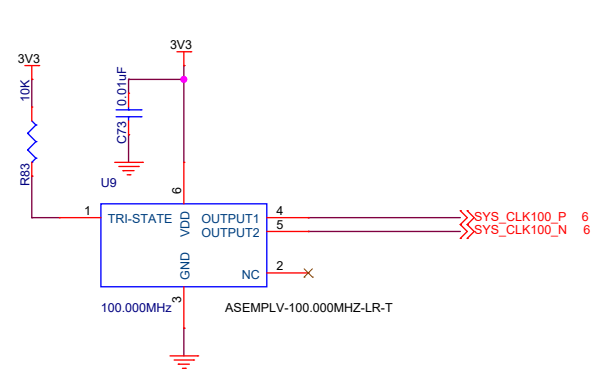 3V3
3V3
10K
0.01uF
C73
R83
U9
6
1
TRI-STATE
VDD
OUTPUT1
4
SYS_CLK100_P 6
OUTPUT2
5
SYS_CLK100_N 6
GND
NC
2
3
100.000MHz
ASEMPLV-100.000MHZ-LR-T